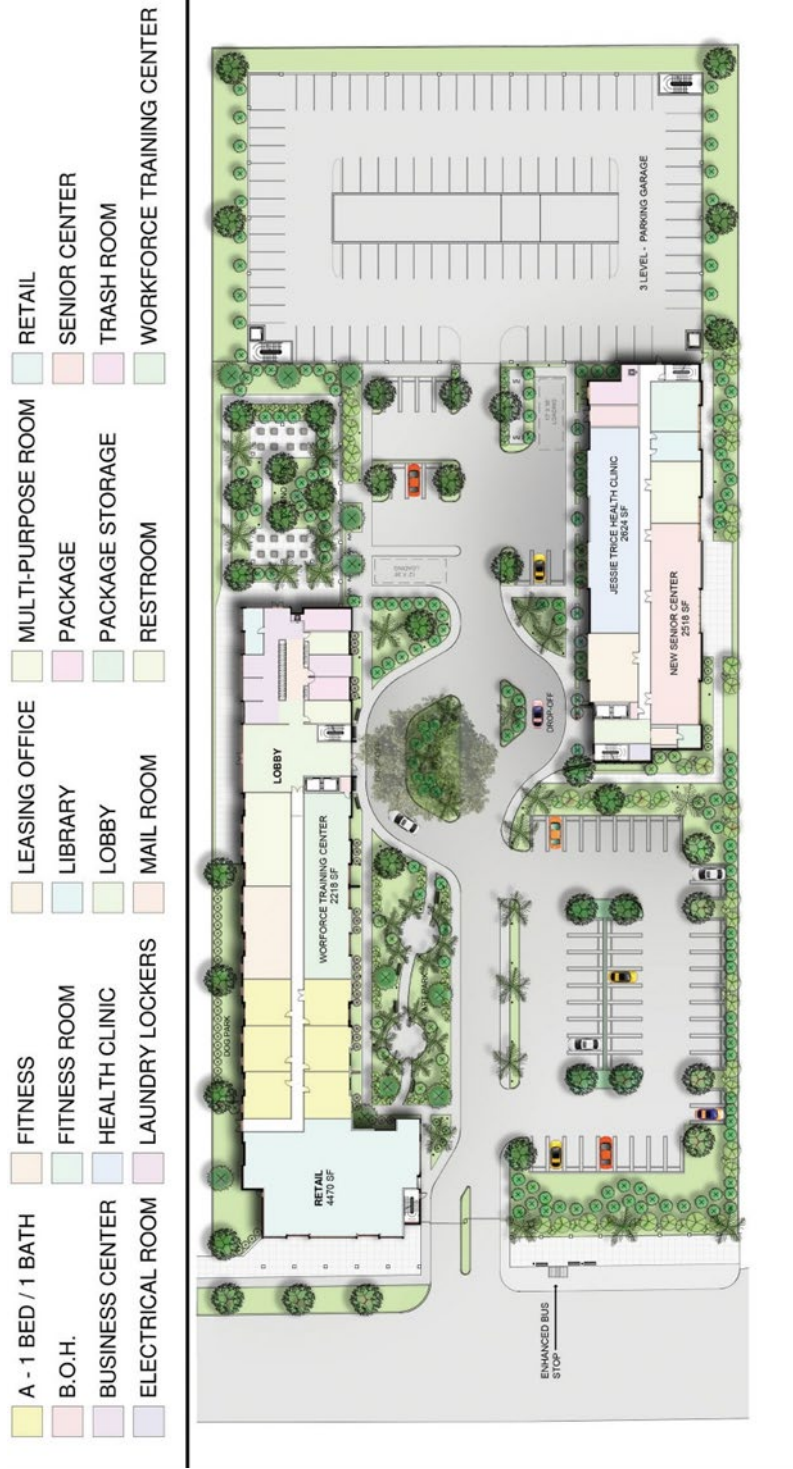 A - 1 BED / 1 BATH
B.O.H.
BUSINESS CENTER
ELECTRICAL ROOM
FITNESS
FITNESS ROOM
HEALTH CLINIC
LAUNDRY LOCKERS
LEASING OFFICE
LIBRARY
LOBBY
MAIL ROOM
MULTI-PURPOSE ROOM
PACKAGE
PACKAGE STORAGE
RESTROOM
RETAIL
SENIOR CENTER
TRASH ROOM
WORKFORCE TRAINING CENTER
DOG PARK
LOBBY
RETAIL
4470 SF
WORFORCE TRAINING CENTER
2218 SF
LOADING
DROP-OFF
LOADING
ENHANCED BUS
STOP
JESSIE TRICE HEALTH CLINIC
2624 SF
3 LEVEL - PARKING GARAGE
NEW SENIOR CENTER
2518 SF